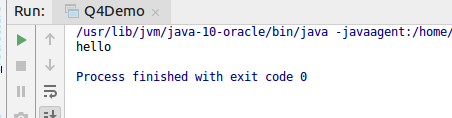 Run: Q4Demo
/usr/lib/jvm/java-10-oracle/bin/java -javaagent:/home/
hello
Process finished with exit code 0